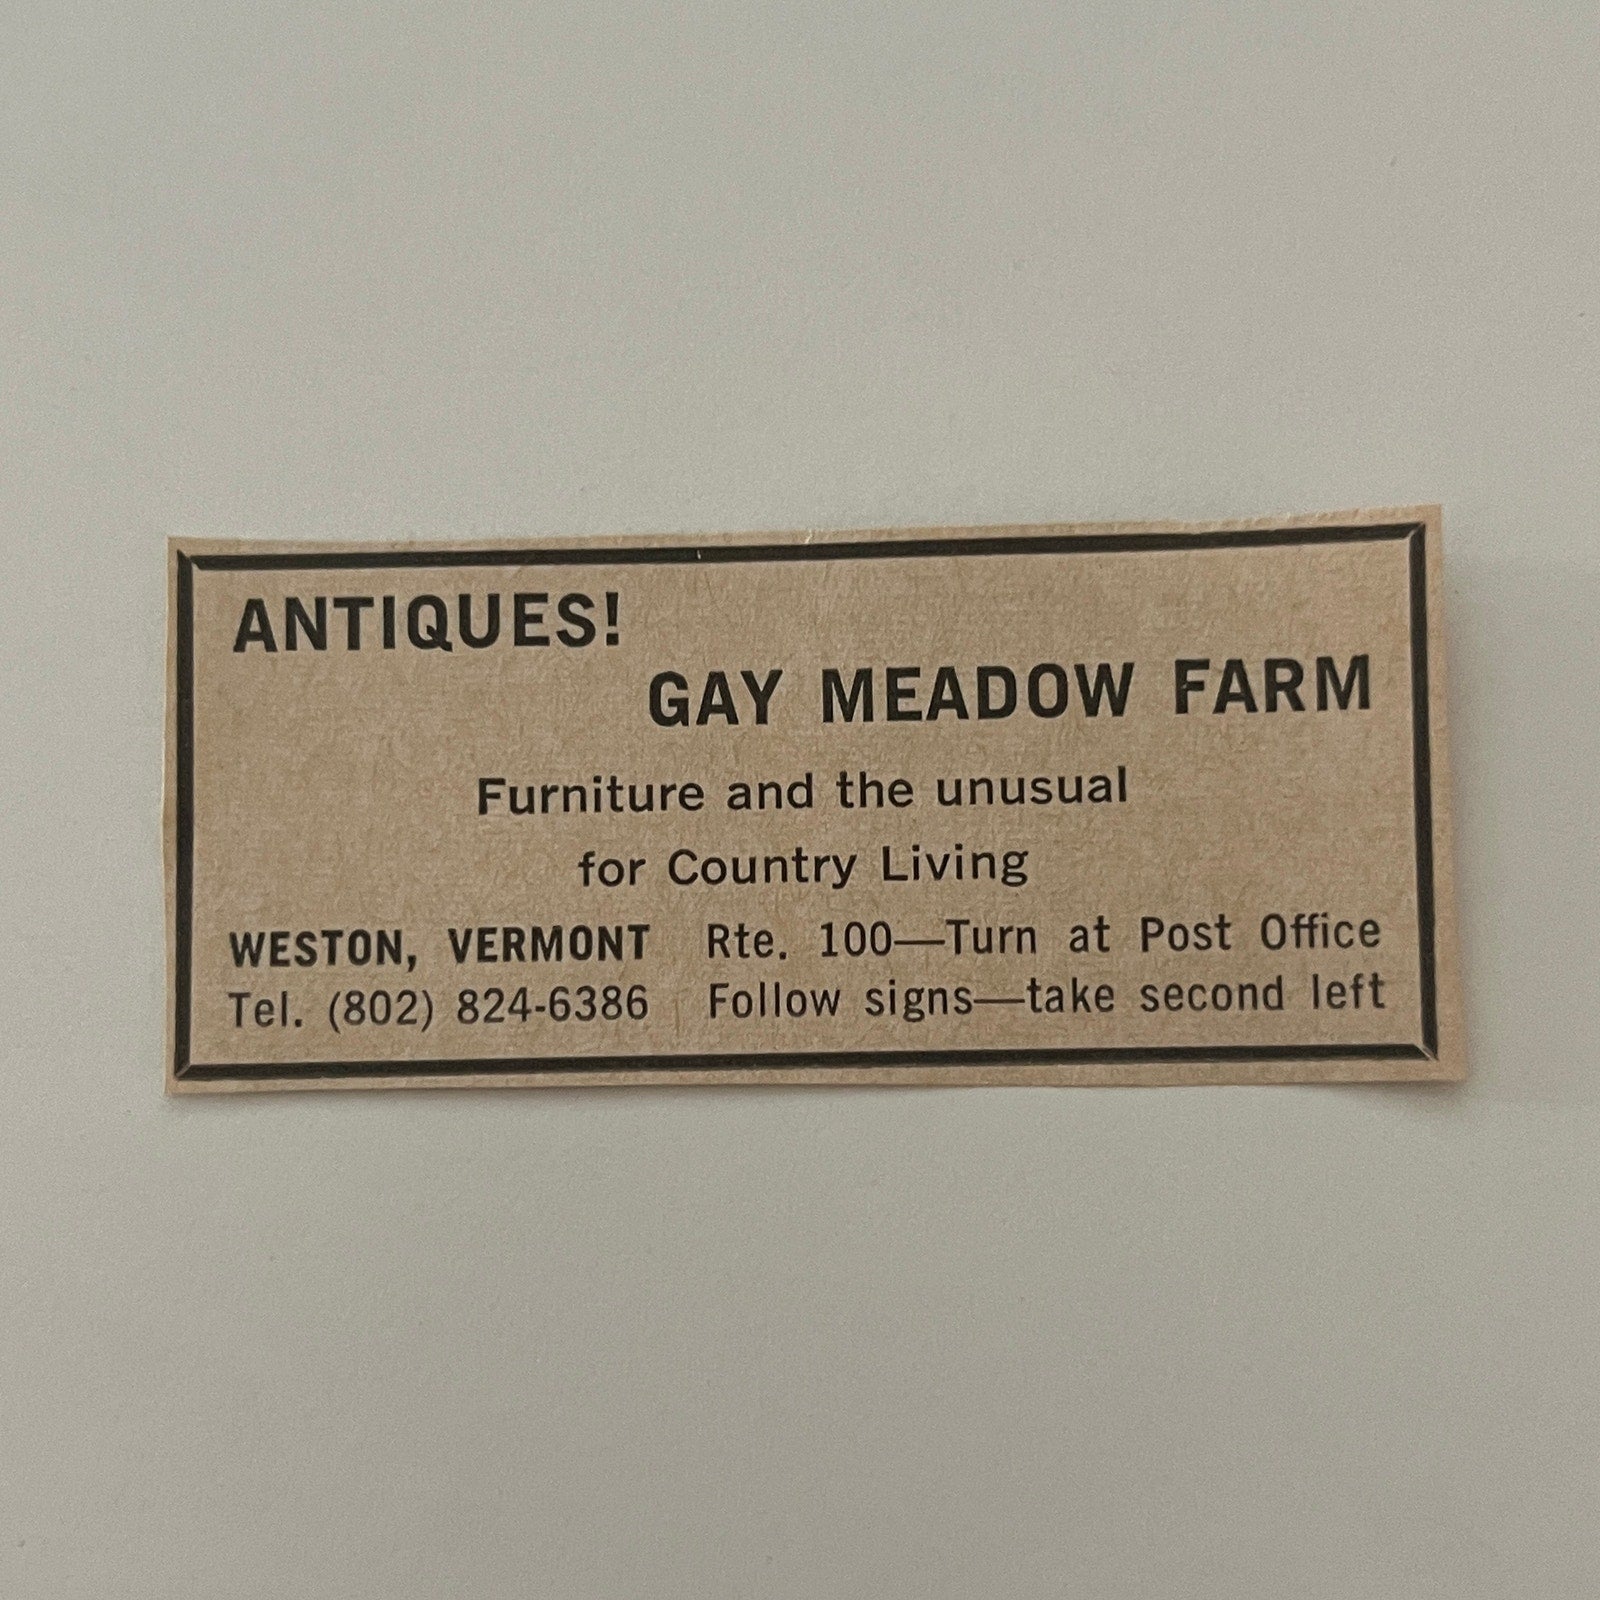 ANTIQUES!
GAY MEADOW FARM
Furniture and the unusual
for Country Living
WESTON, VERMONT Rte. 100—Turn at Post Office
Tel. (802) 824-6386 Follow signs—take second left